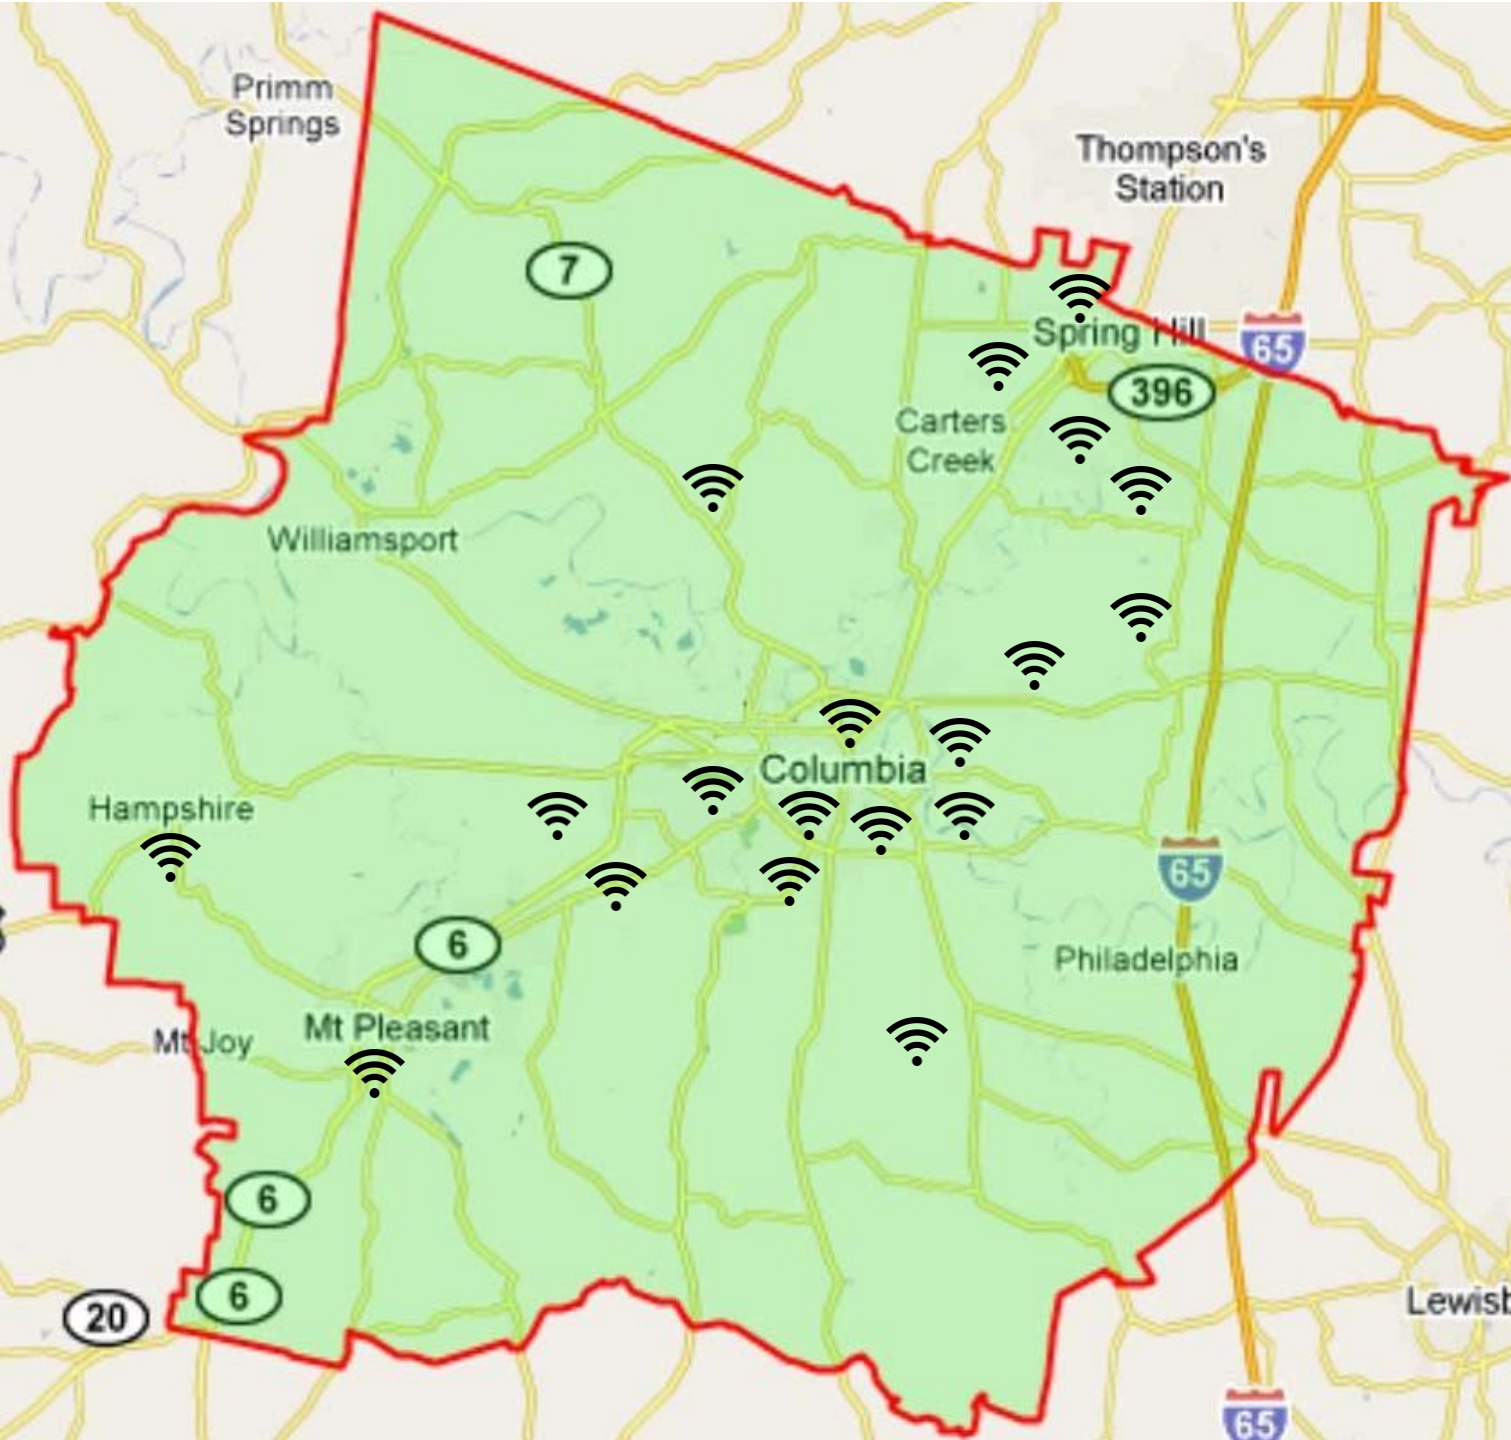 Primm
Springs
Thompson's
Station
7
Spring Hill
65
396
Carters
Creek
Williamsport
Columbia
Hampshire
65
6
Philadelphia
Mt Pleasant
Mt Joy
6
6
20
Lewisb
65